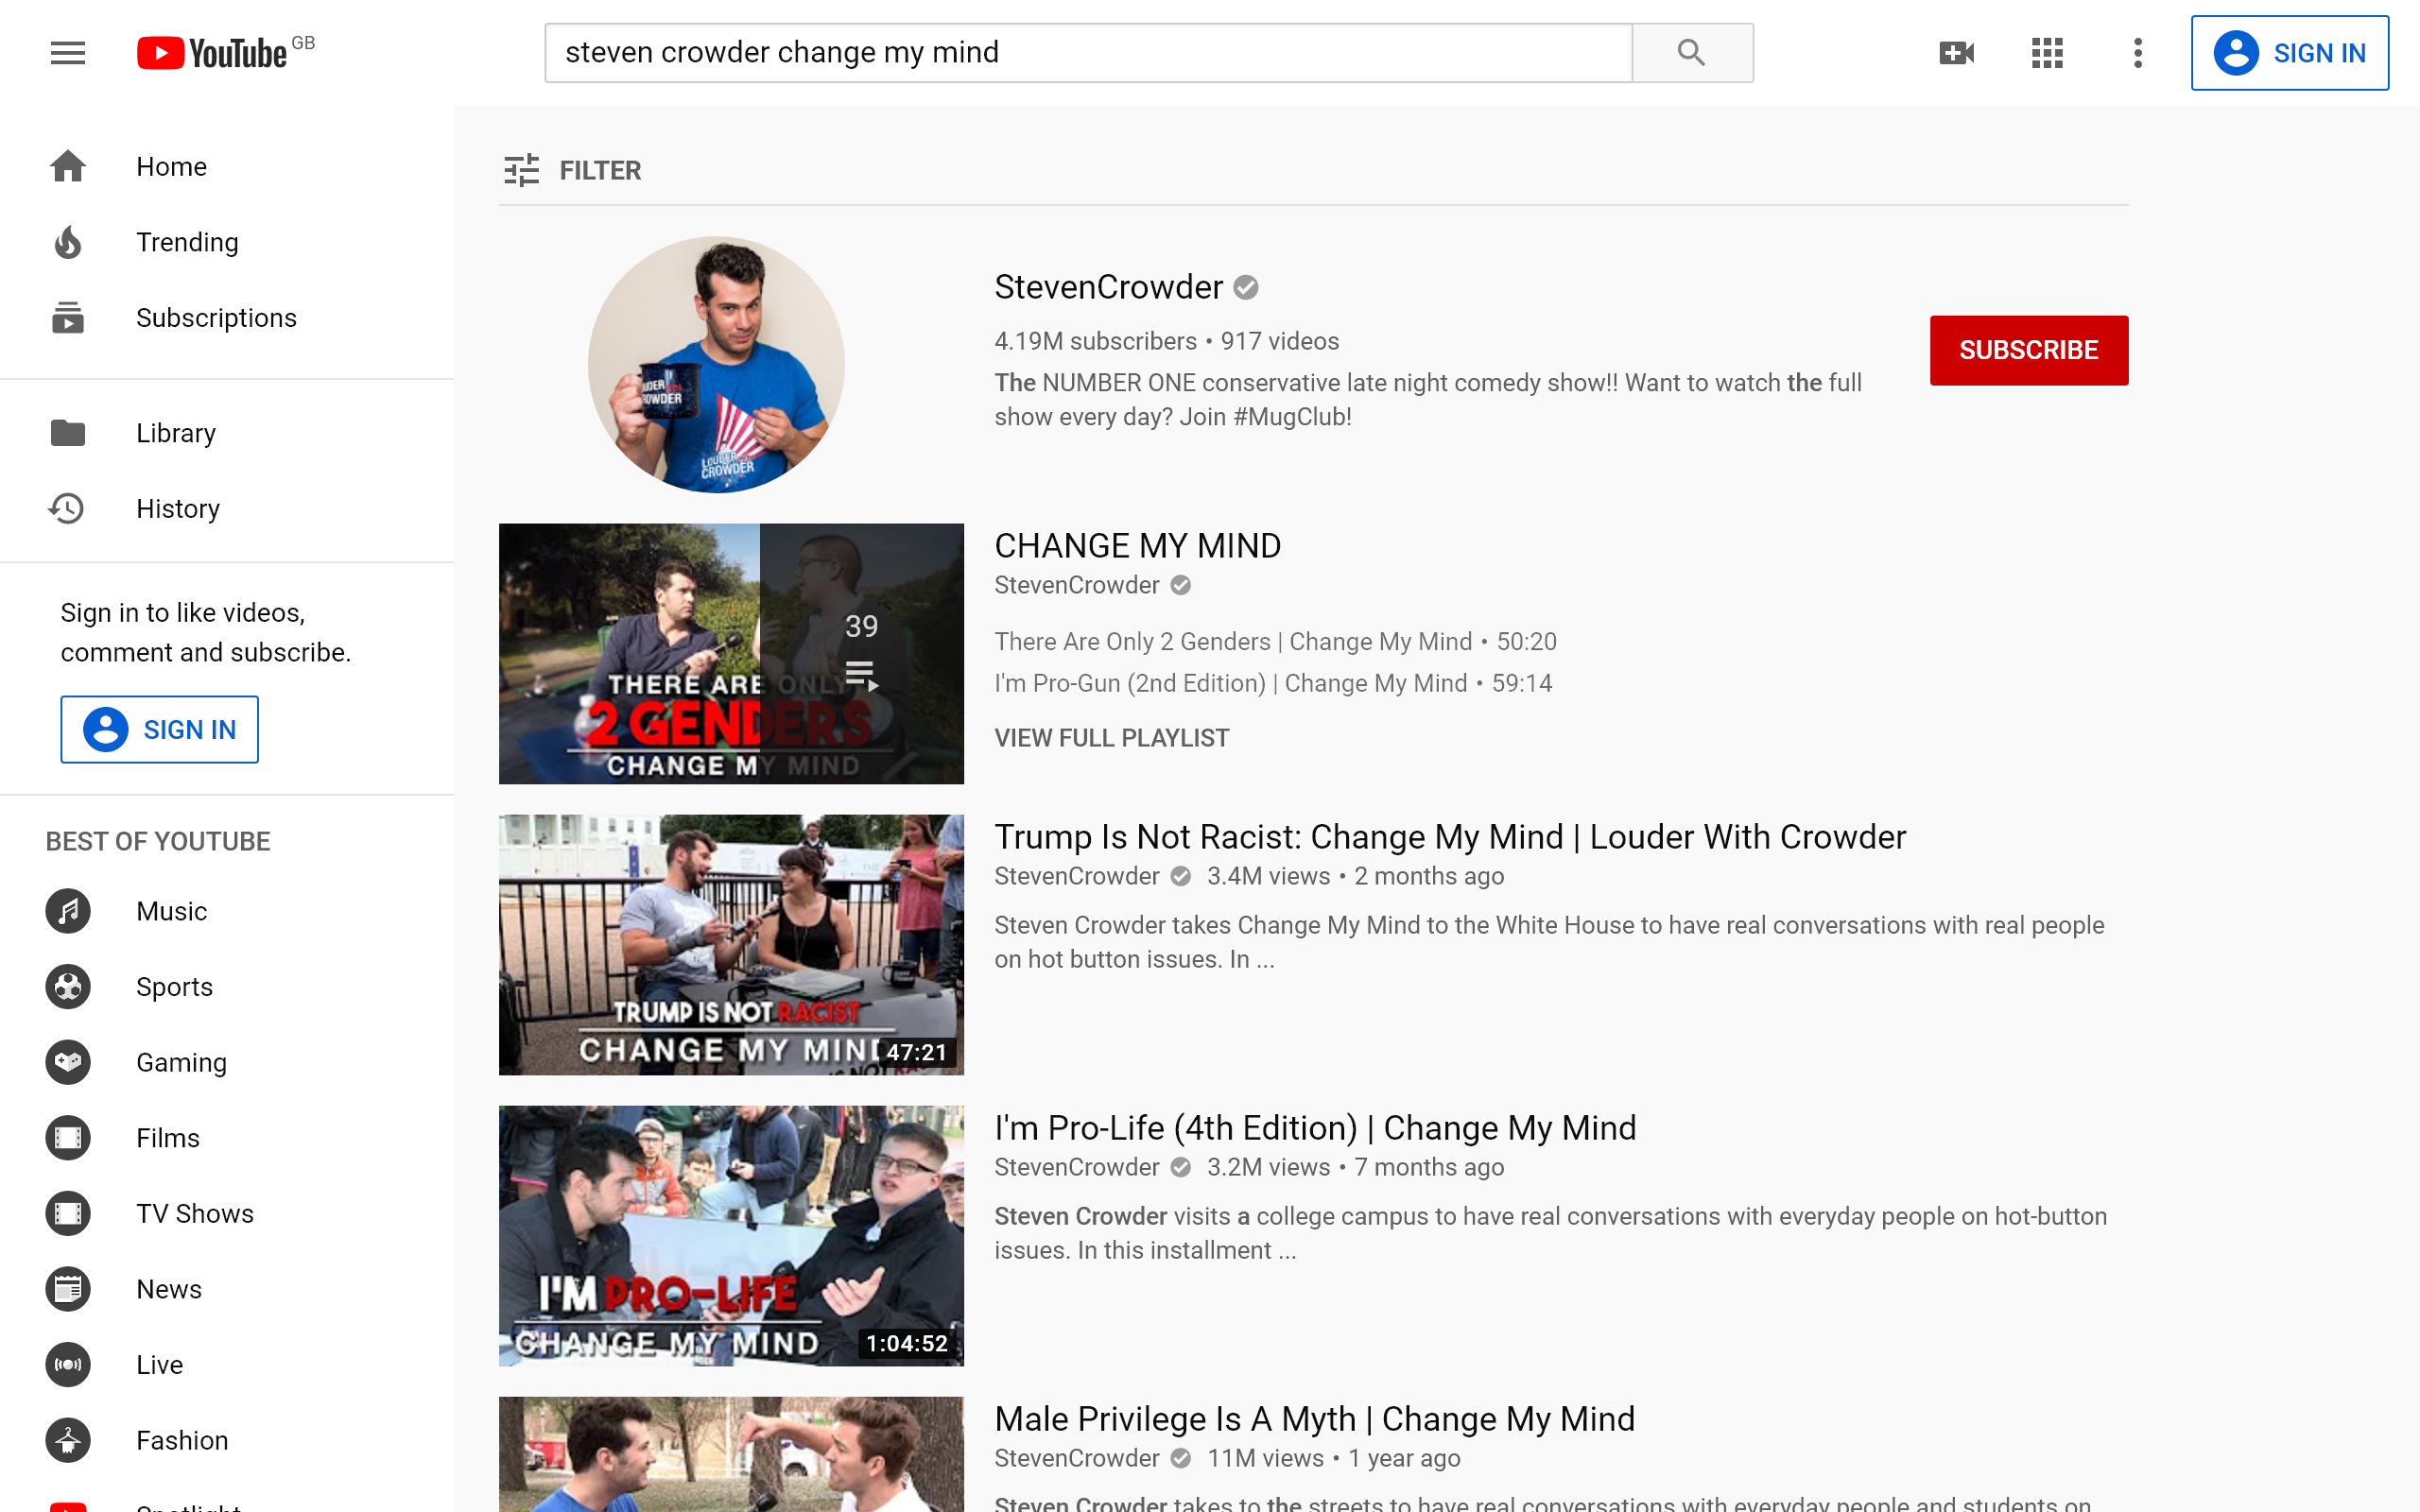 YouTube GB
steven crowder change my mind
SIGN IN
Home
Trending
Subscriptions
Library
History
Sign in to like videos,
comment and subscribe.
SIGN IN
BEST OF YOUTUBE
Music
Sports
Gaming
Films
TV Shows
News
Live
Fashion
Spotlight
FILTER
LOUDER
CROWDER
StevenCrowder
4.19M subscribers • 917 videos
The NUMBER ONE conservative late night comedy show!! Want to watch the full
show every day? Join #MugClub!
SUBSCRIBE
THERE ARE ONLY
2 GENDERS
CHANGE MY MIND
39
CHANGE MY MIND
StevenCrowder
There Are Only 2 Genders | Change My Mind • 50:20
I'm Pro-Gun (2nd Edition) | Change My Mind • 59:14
VIEW FULL PLAYLIST
TRUMP IS NOT RACIST
CHANGE MY MIND
47:21
Trump Is Not Racist: Change My Mind | Louder With Crowder
StevenCrowder 3.4M views • 2 months ago
Steven Crowder takes Change My Mind to the White House to have real conversations with real people
on hot button issues. In ...
I'M PRO-LIFE
CHANGE MY MIND
1:04:52
I'm Pro-Life (4th Edition) | Change My Mind
StevenCrowder 3.2M views • 7 months ago
Steven Crowder visits a college campus to have real conversations with everyday people on hot-button
issues. In this installment ...
Male Privilege Is A Myth | Change My Mind
StevenCrowder 11M views • 1 year ago
Steven Crowder takes to the streets to have real conversations with everyday people and students on